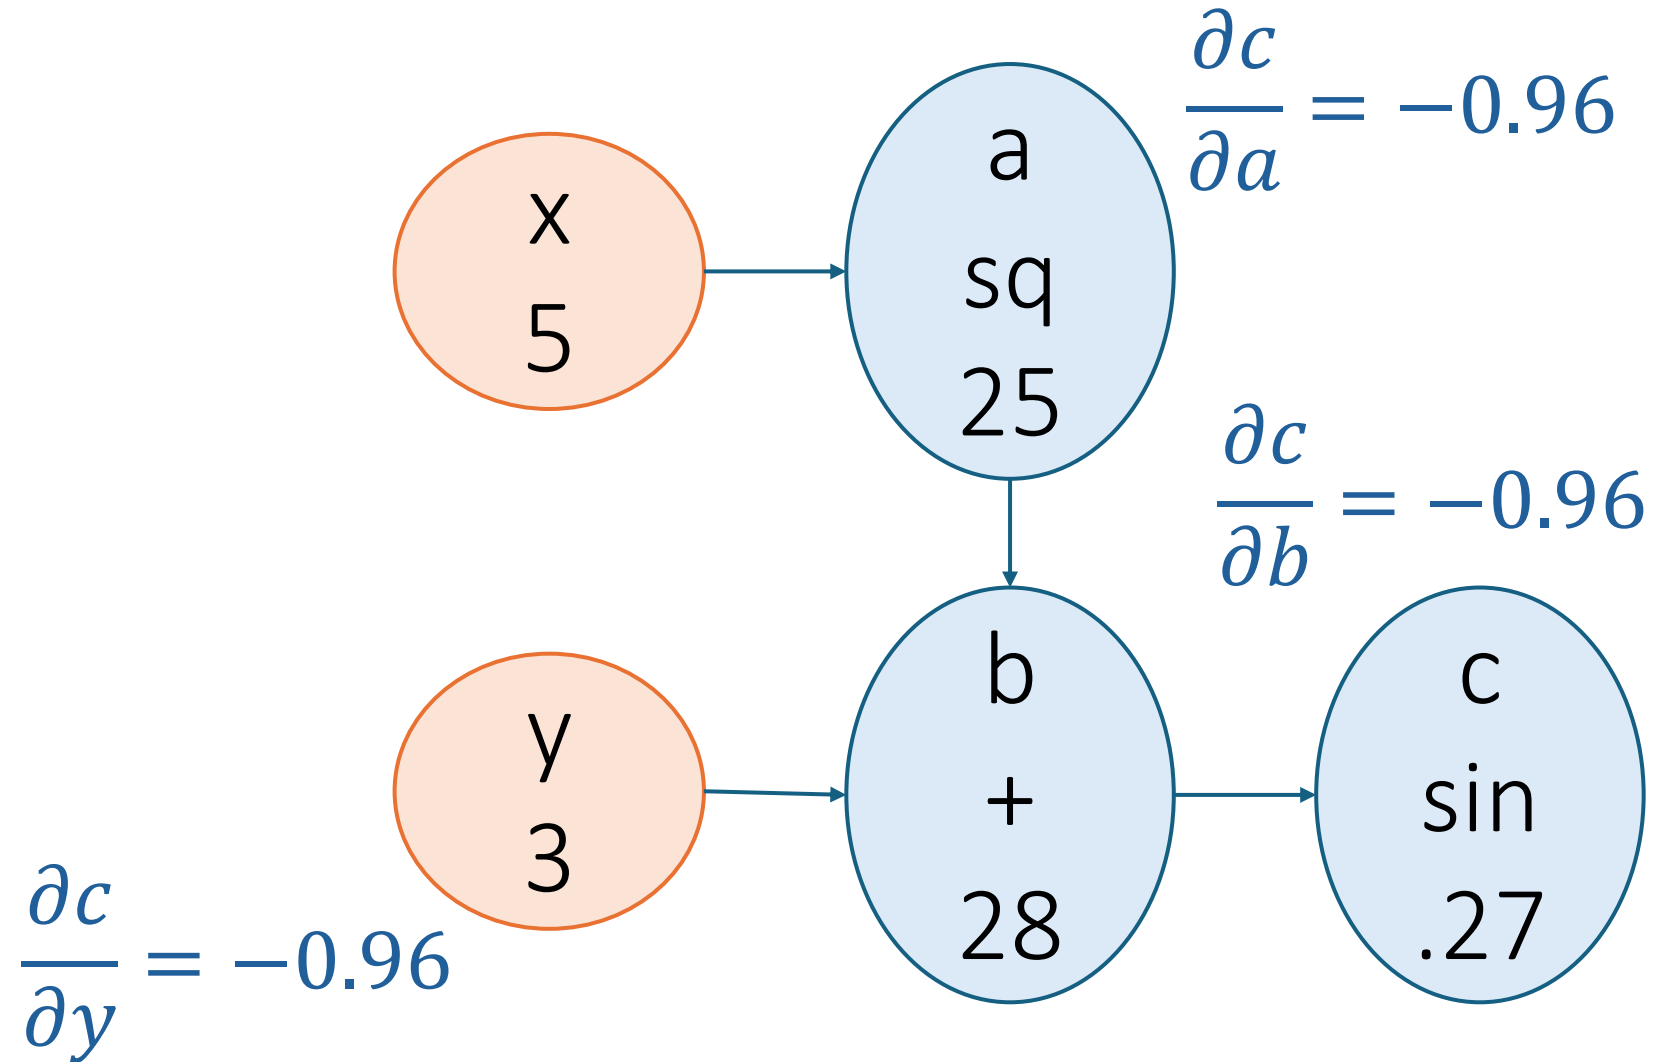 x
5
a
sq
25
∂c/∂a = −0.96
∂c/∂b = −0.96
y
3
b
+
28
c
sin
.27
∂c/∂y = −0.96